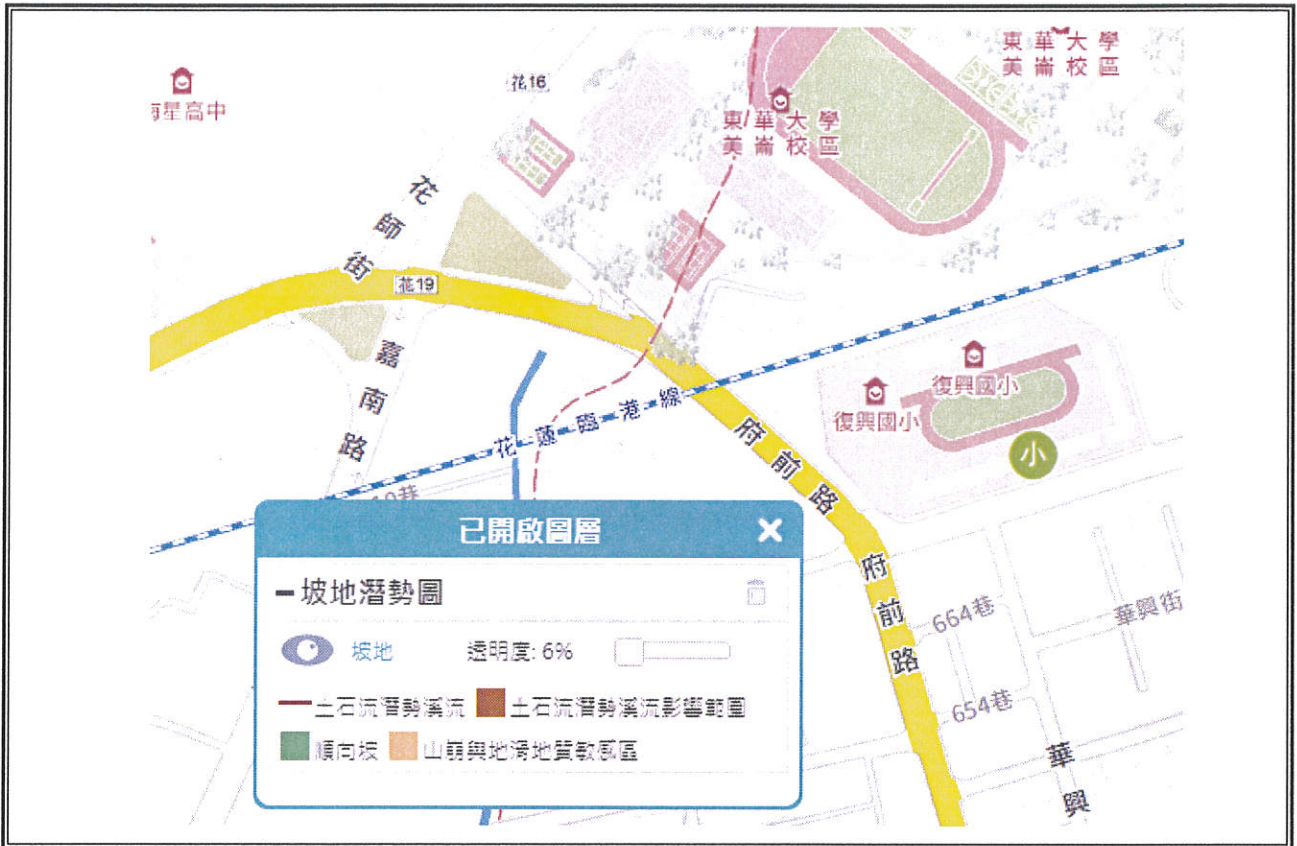 東華大學
美崙校區
海星高中
花16
東華大學
美崙校區
花師街
花19
嘉南路
復興國小
復興國小
小
花蓮臨港線
府前路
已開啟圖層
坡地潛勢圖
坡地
透明度: 6%
土石流潛勢溪流
土石流潛勢溪流影響範圍
順向坡
山崩與地滑地質敏感區
府前路
664巷
華興街
654巷
華興